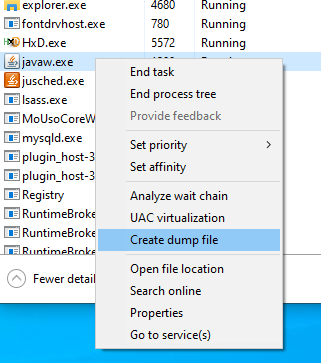 explorer.exe 4680 Running
fontdrvhost.exe 780 Running
HxD.exe 5572 Running
javaw.exe
jusched.exe
lsass.exe
MoUsoCoreW
mysqld.exe
plugin_host-3
plugin_host-3
Registry
RuntimeBroke
RuntimeBroke
RuntimeBroke
Fewer detail
End task
End process tree
Provide feedback
Set priority
Set affinity
Analyze wait chain
UAC virtualization
Create dump file
Open file location
Search online
Properties
Go to service(s)